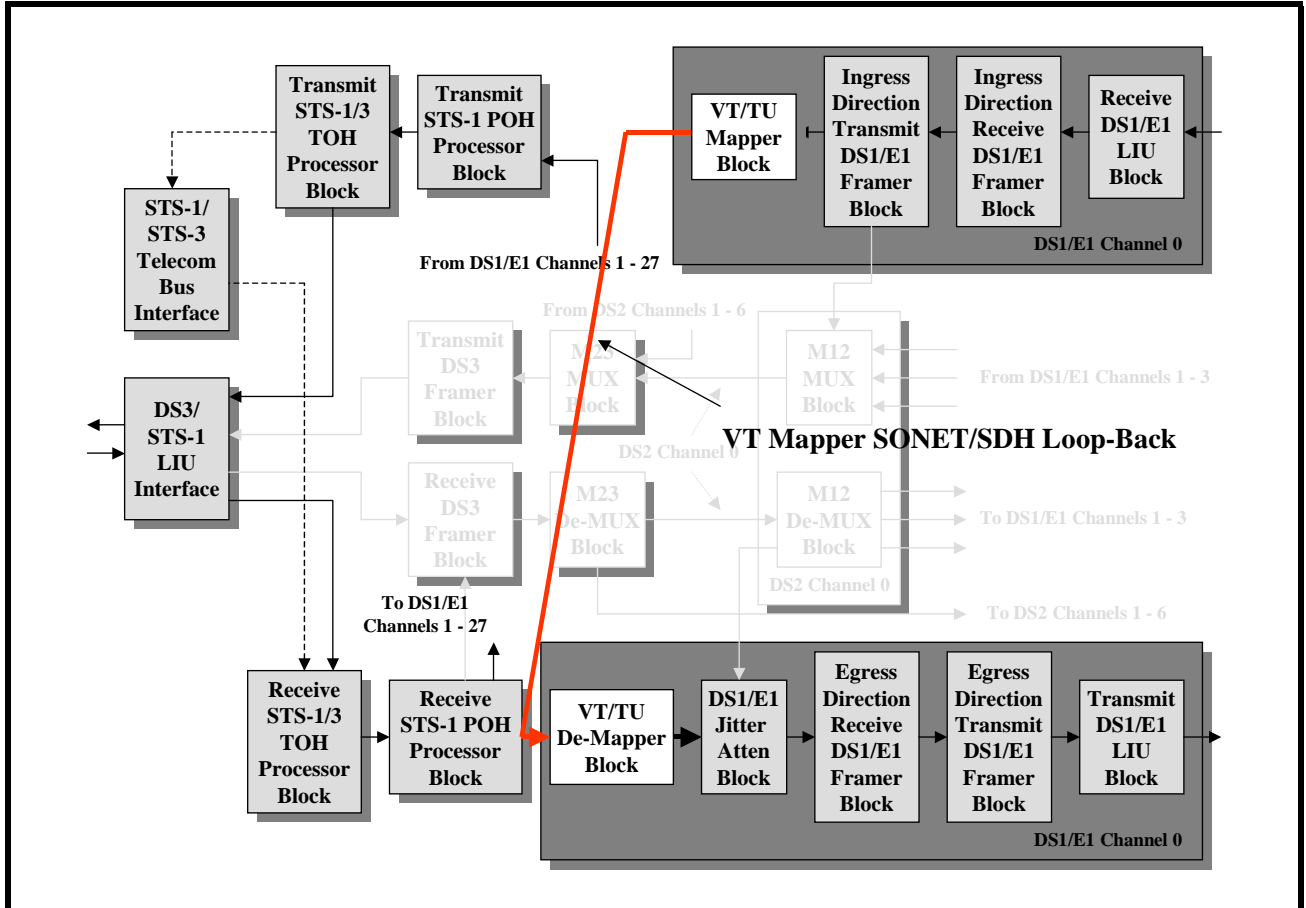 Transmit
STS-1/3
TOH
Processor
Block
Transmit
STS-1 POH
Processor
Block
VT/TU
Mapper
Block
Ingress
Direction
Transmit
DS1/E1
Framer
Block
Ingress
Direction
Receive
DS1/E1
Framer
Block
Receive
DS1/E1
LIU
Block
DS1/E1 Channel 0
STS-1/
STS-3
Telecom
Bus
Interface
From DS1/E1 Channels 1 - 27
From DS2 Channels 1 - 6
Transmit
DS3
Framer
Block
M23
MUX
Block
M12
MUX
Block
From DS1/E1 Channels 1 - 3
DS3/
STS-1
LIU
Interface
VT Mapper SONET/SDH Loop-Back
DS2 Channel 0
Receive
DS3
Framer
Block
M23
De-MUX
Block
M12
De-MUX
Block
DS2 Channel 0
To DS1/E1 Channels 1 - 3
To DS2 Channels 1 - 6
To DS1/E1
Channels 1 - 27
Receive
STS-1/3
TOH
Processor
Block
Receive
STS-1 POH
Processor
Block
VT/TU
De-Mapper
Block
DS1/E1
Jitter
Atten
Block
Egress
Direction
Receive
DS1/E1
Framer
Block
Egress
Direction
Transmit
DS1/E1
Framer
Block
Transmit
DS1/E1
LIU
Block
DS1/E1 Channel 0